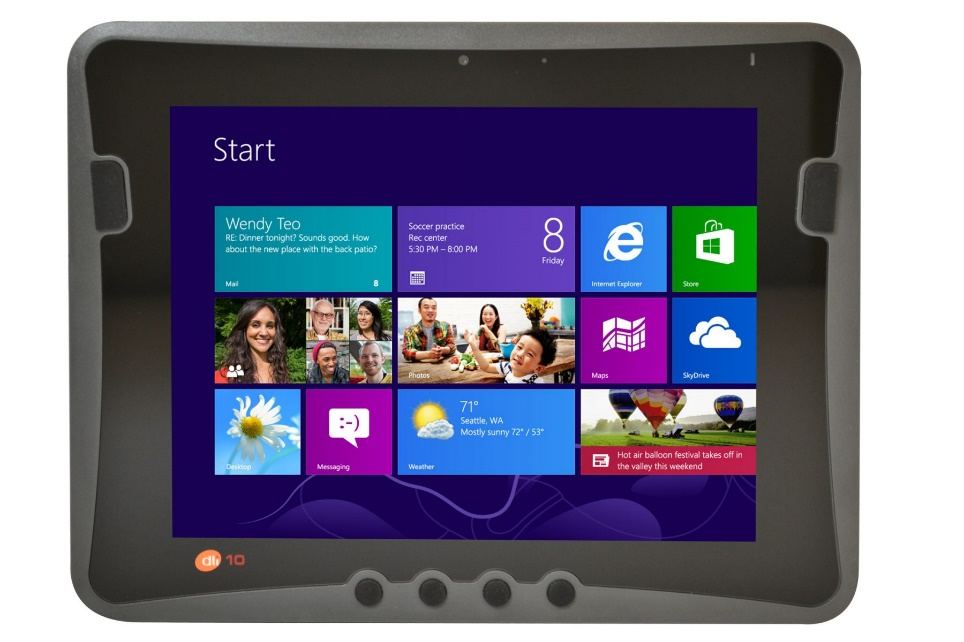 Start
Wendy Teo
RE: Dinner tonight? Sounds good. How
about the new place with the back patio?
Mail
8
Soccer practice
Rec center
5:30 PM – 8:00 PM
8
Friday
Internet Explorer
Store
Photos
Maps
SkyDrive
Desktop
:-)
Messaging
71°
Seattle, WA
Mostly sunny 72° / 53°
Weather
Hot air balloon festival takes off in
the valley this weekend
dli 10